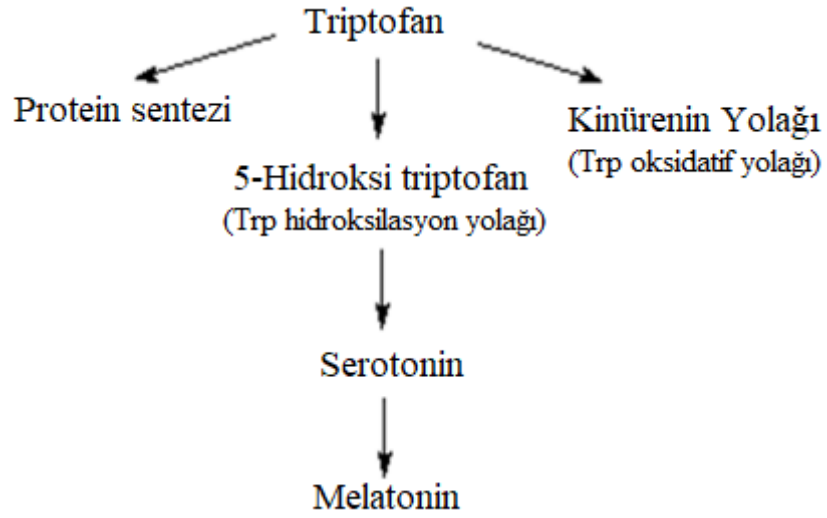 Triptofan
Protein sentezi
Kinürenin Yolağı
(Trp oksidatif yolağı)
5-Hidroksi triptofan
(Trp hidroksilasyon yolağı)
Serotonin
Melatonin